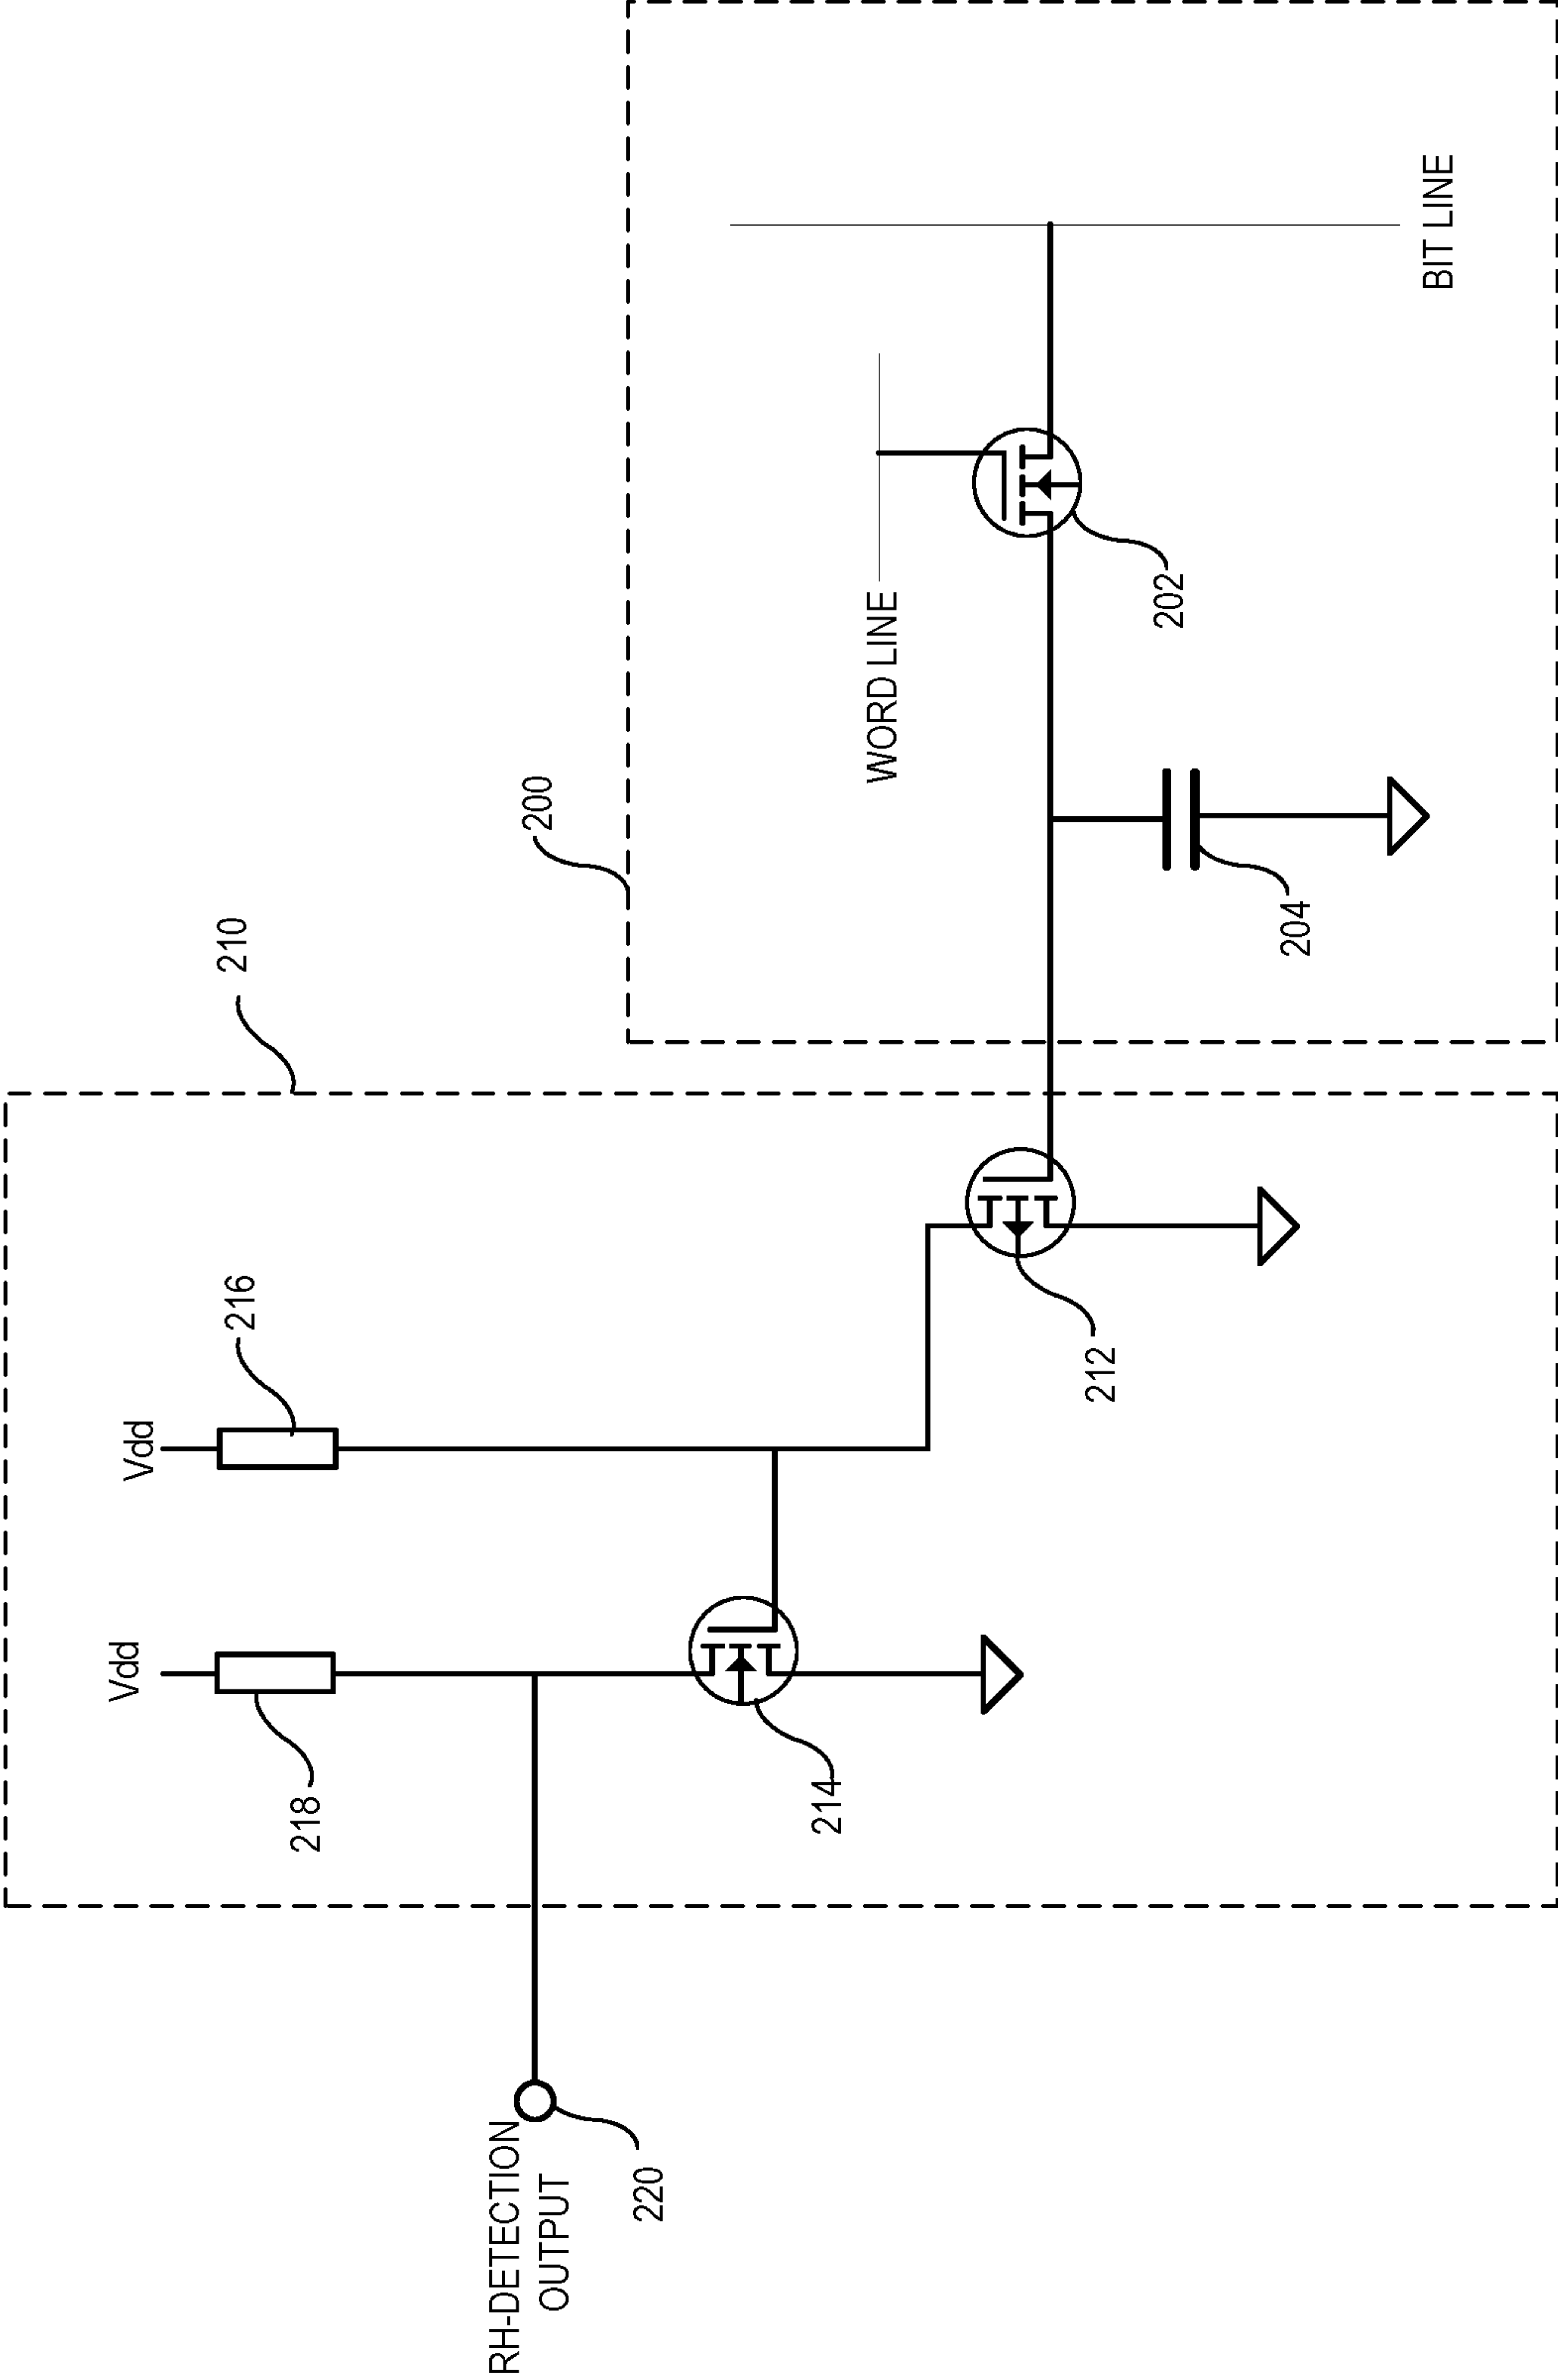 210
200
Vdd
Vdd
216
218
WORD LINE
BIT LINE
202
204
212
214
RH-DETECTION
OUTPUT
220